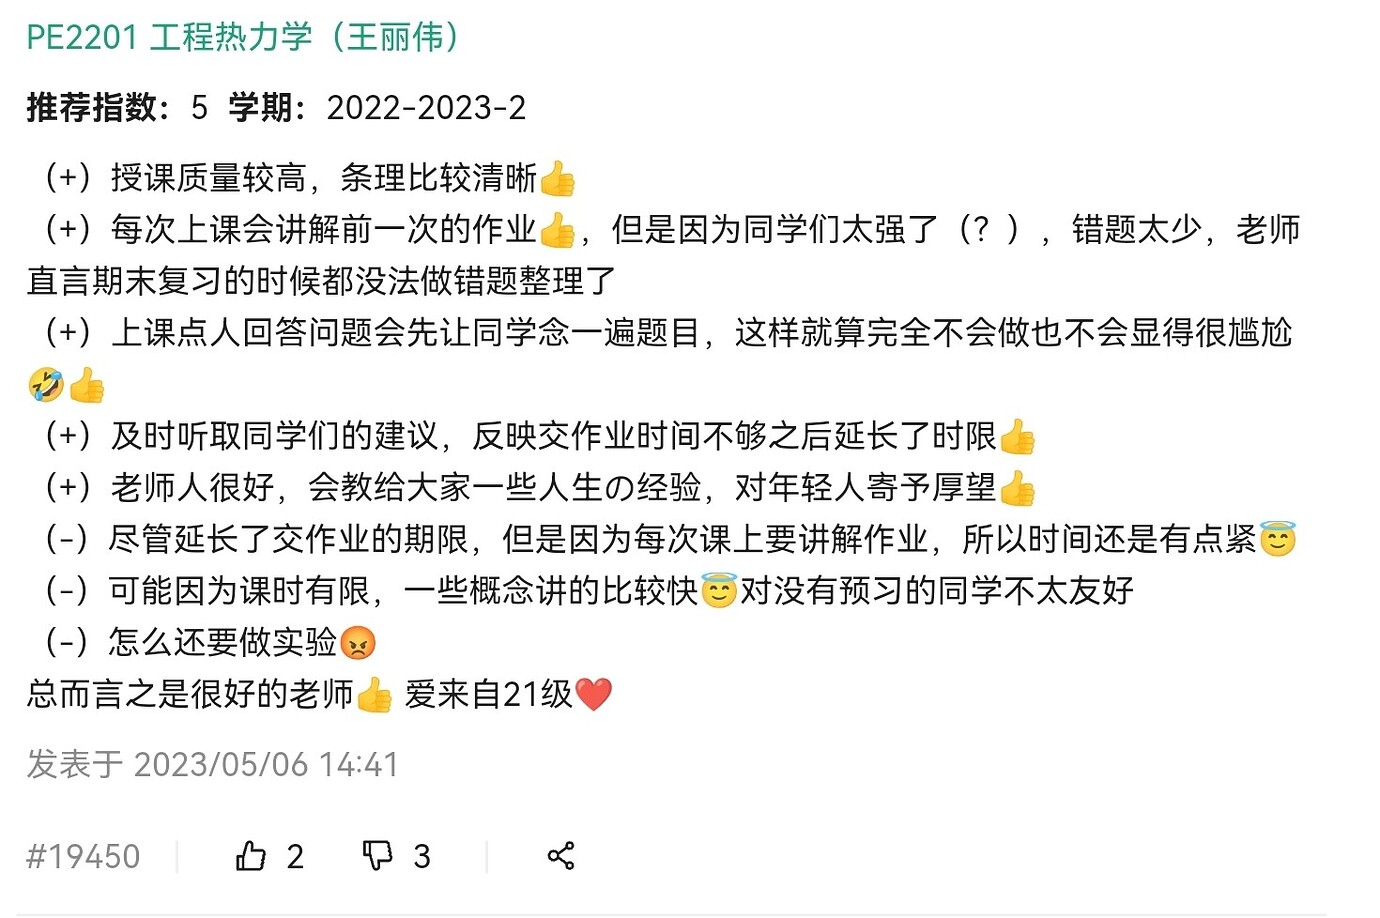 PE2201 工程热力学（王丽伟）
推荐指数：5 学期：2022-2023-2
（+）授课质量较高，条理比较清晰👍
（+）每次上课会讲解前一次的作业👍，但是因为同学们太强了（？），错题太少，老师
直言期末复习的时候都没法做错题整理了
（+）上课点人回答问题会先让同学念一遍题目，这样就算完全不会做也不会显得很尴尬
🤣👍
（+）及时听取同学们的建议，反映交作业时间不够之后延长了时限👍
（+）老师人很好，会教给大家一些人生の经验，对年轻人寄予厚望👍
（-）尽管延长了交作业的期限，但是因为每次课上要讲解作业，所以时间还是有点紧😇
（-）可能因为课时有限，一些概念讲的比较快😇对没有预习的同学不太友好
（-）怎么还要做实验😡
总而言之是很好的老师👍 爱来自21级❤️
发表于 2023/05/06 14:41
#19450 2 3